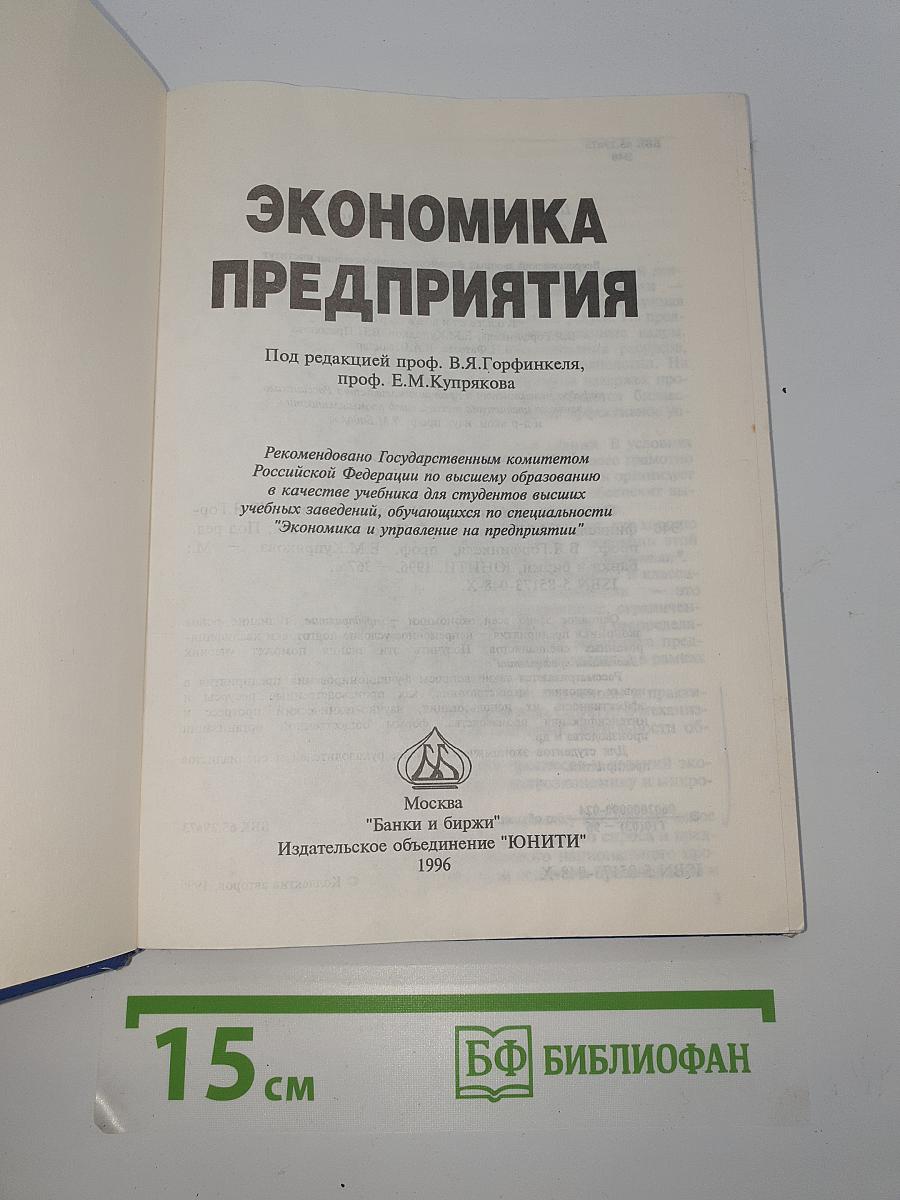 ЭКОНОМИКА
ПРЕДПРИЯТИЯ
Под редакцией проф. В.Я.Горфинкеля,
проф. Е.М.Купрякова
Рекомендовано Государственным комитетом
Российской Федерации по высшему образованию
в качестве учебника для студентов высших
учебных заведений, обучающихся по специальности
"Экономика и управление на предприятии"
Москва
"Банки и биржи"
Издательское объединение "ЮНИТИ"
1996
15 см
БФ БИБЛИОФАН